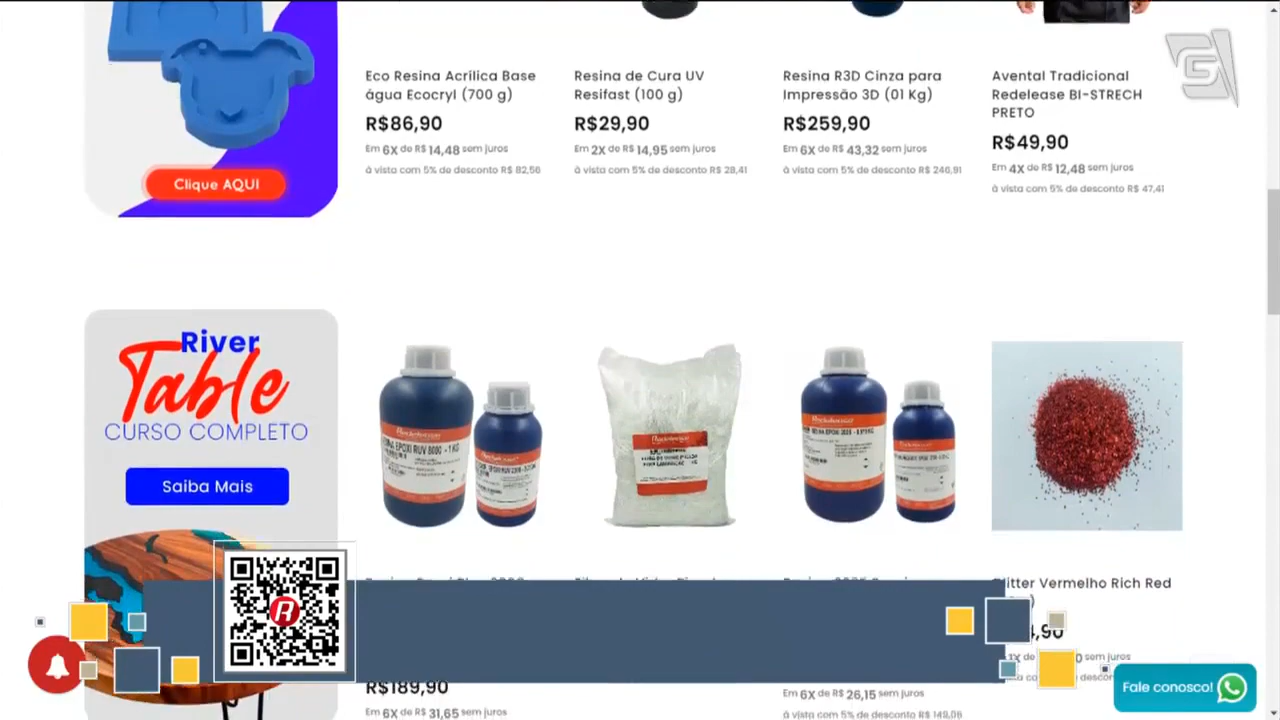 Eco Resina Acrílica Base
água Ecocryl (700 g)
R$86,90
Em 6X de R$ 14,48 sem juros
à vista com 5% de desconto R$ 82,56
Resina de Cura UV
Resifast (100 g)
R$29,90
Em 2X de R$ 14,95 sem juros
à vista com 5% de desconto R$ 28,41
Resina R3D Cinza para
Impressão 3D (01 Kg)
R$259,90
Em 6X de R$ 43,32 sem juros
à vista com 5% de desconto R$ 246,91
Avental Tradicional
Redelease BI-STRECH
PRETO
R$49,90
Em 4X de R$ 12,48 sem juros
à vista com 5% de desconto R$ 47,41
Clique AQUI
River
Table
CURSO COMPLETO
Saiba Mais
Redelease
Redelease
Glitter Vermelho Rich Red
R$189,90
Em 6X de R$ 31,65 sem juros
Em 6X de R$ 26,15 sem juros
à vista com 5% de desconto R$ 149,06
sem juros
R
Fale conosco!